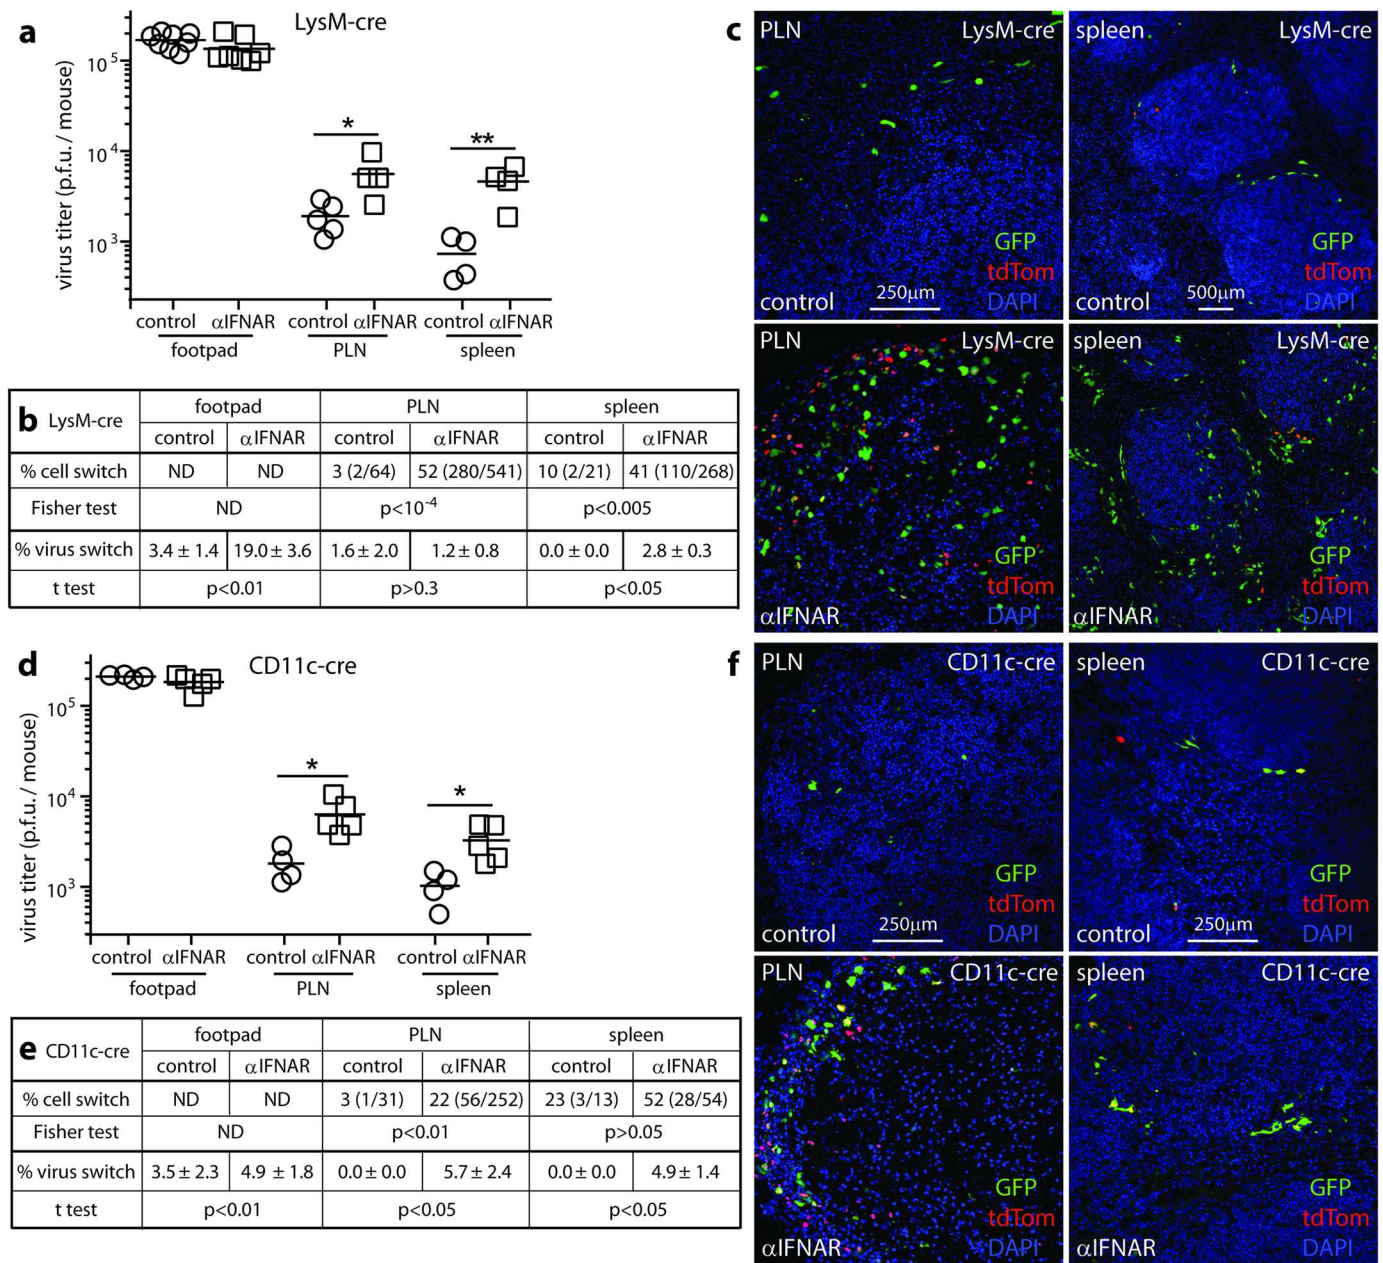 a
LysM-cre
virus titer (p.f.u./ mouse)
10⁵
10⁴
10³
*
**
control αIFNAR control αIFNAR control αIFNAR
footpad PLN spleen
b LysM-cre footpad PLN spleen
control αIFNAR control αIFNAR control αIFNAR
% cell switch ND ND 3 (2/64) 52 (280/541) 10 (2/21) 41 (110/268)
Fisher test ND p<10⁻⁴ p<0.005
% virus switch 3.4 ± 1.4 19.0 ± 3.6 1.6 ± 2.0 1.2 ± 0.8 0.0 ± 0.0 2.8 ± 0.3
t test p<0.01 p>0.3 p<0.05
c
PLN LysM-cre
GFP
tdTom
DAPI
control 250μm
spleen LysM-cre
GFP
tdTom
DAPI
control 500μm
PLN LysM-cre
GFP
tdTom
DAPI
αIFNAR
spleen LysM-cre
GFP
tdTom
DAPI
αIFNAR
d
CD11c-cre
virus titer (p.f.u./ mouse)
10⁵
10⁴
10³
*
*
control αIFNAR control αIFNAR control αIFNAR
footpad PLN spleen
e CD11c-cre footpad PLN spleen
control αIFNAR control αIFNAR control αIFNAR
% cell switch ND ND 3 (1/31) 22 (56/252) 23 (3/13) 52 (28/54)
Fisher test ND p<0.01 p>0.05
% virus switch 3.5 ± 2.3 4.9 ± 1.8 0.0 ± 0.0 5.7 ± 2.4 0.0 ± 0.0 4.9 ± 1.4
t test p<0.01 p<0.05 p<0.05
f
PLN CD11c-cre
GFP
tdTom
DAPI
control 250μm
spleen CD11c-cre
GFP
tdTom
DAPI
control 250μm
PLN CD11c-cre
GFP
tdTom
DAPI
αIFNAR
spleen CD11c-cre
GFP
tdTom
DAPI
αIFNAR